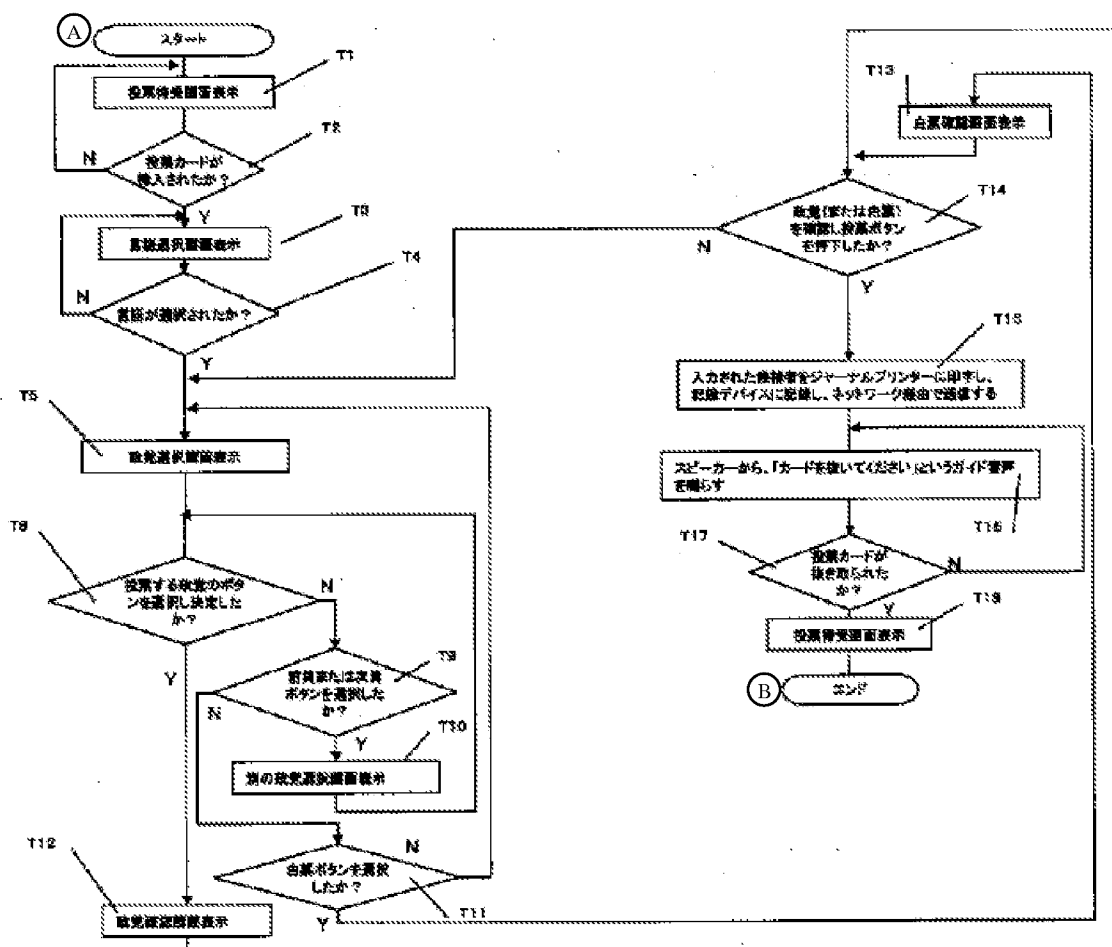 A
スタート
T1
投票待受画面表示
T2
投票カードが
挿入されたか？
N
Y
T3
言語選択画面表示
T4
言語が選択されたか？
N
Y
T5
政党選択画面表示
T8
投票する政党のボタ
ンを選択し決定した
か？
N
Y
T9
前頁または次頁
ボタンを選択した
か？
N
Y
T10
別の政党選択画面表示
白票ボタンを選択
したか？
N
Y
T11
T12
政党確認画面表示
T13
白票確認画面表示
T14
政党(または白票)
を確認し投票ボタン
を押下したか？
N
Y
入力された候補者をジャーナルプリンターに印字し、
記録デバイスに記録し、ネットワーク経由で送信する
スピーカーから、「カードを抜いてください」というガイド音声
を鳴らす
T17
投票カードが
抜き取られた
か？
N
Y
投票待受画面表示
B
エンド